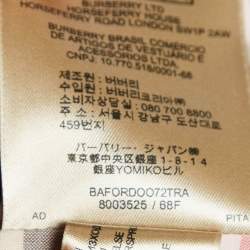 BURBERRY LTD
HORSEFERRY HOUSE
HORSEFERRY ROAD LONDON SW1P 2AW
BURBERRY BRASIL COMÉRCIO
DE ARTIGOS DE VESTUÁRIO E
ACESSÓRIOS LTDA.
CNPJ. 10.770.518/0001-66
제조원 : 버버리
수입원 : 버버리코리아(주)
소비자상담실 : 080 700 8800
주소 : 서울시 강남구 도산대로
459번지
バーバリー・ジャパン(株)
東京都中央区銀座1-8-14
銀座YOMIKOビル
BAFORDOO72TRA
8003525 / 68F
AD
PITA